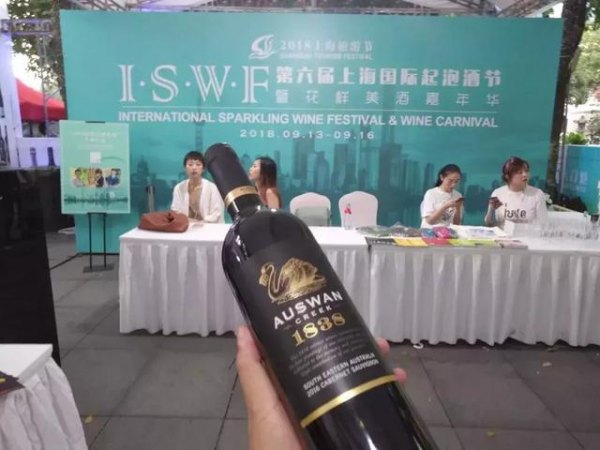 2018上海旅游节
SHANGHAI TOURISM FESTIVAL
I·S·W·F 第六届上海国际起泡酒节
暨花样美酒嘉年华
INTERNATIONAL SPARKLING WINE FESTIVAL & WINE CARNIVAL
2018.09.13-09.16
AUSWAN
CREEK
1838
SOUTH EASTERN AUSTRALIA
2016 CABERNET SAUVIGNON